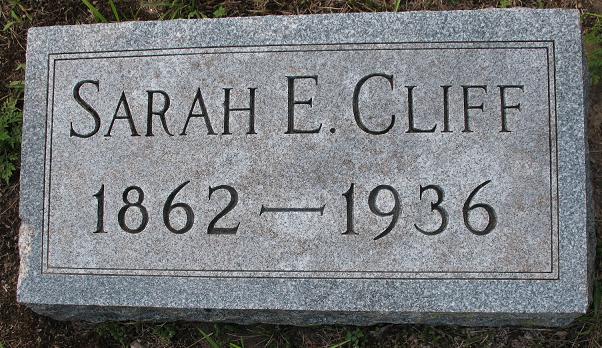 SARAH E. CLIFF
1862 — 1936